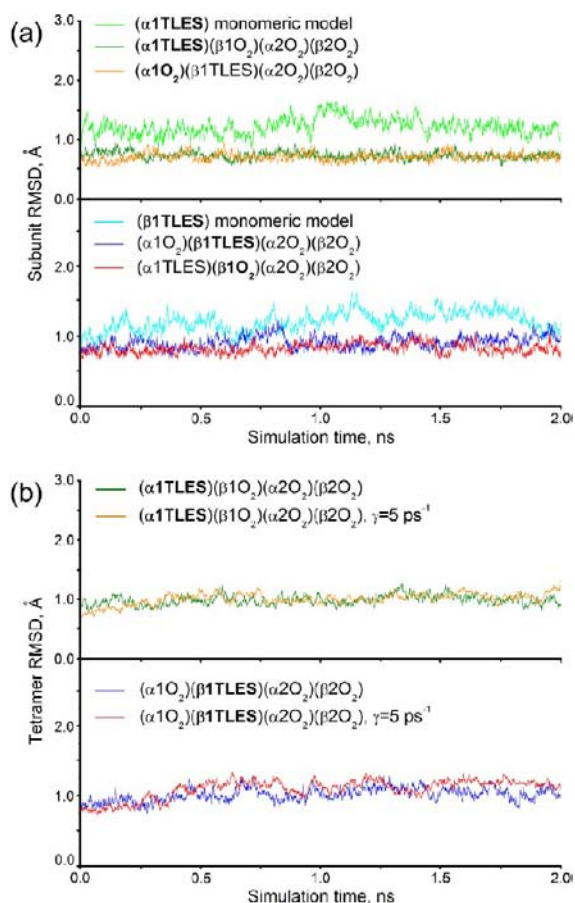 (a)
(α1TLES) monomeric model
(α1TLES)(β1O₂)(α2O₂)(β2O₂)
(α1O₂)(β1TLES)(α2O₂)(β2O₂)
3.0
2.0
1.0
0.0
Subunit RMSD, Å
(β1TLES) monomeric model
(α1O₂)(β1TLES)(α2O₂)(β2O₂)
(α1TLES)(β1O₂)(α2O₂)(β2O₂)
2.0
1.0
0.0
0.0 0.5 1.0 1.5 2.0
Simulation time, ns
(b)
(α1TLES)(β1O₂)(α2O₂)(β2O₂)
(α1TLES)(β1O₂)(α2O₂)(β2O₂), γ=5 ps⁻¹
3.0
2.0
1.0
0.0
Tetramer RMSD, Å
(α1O₂)(β1TLES)(α2O₂)(β2O₂)
(α1O₂)(β1TLES)(α2O₂)(β2O₂), γ=5 ps⁻¹
2.0
1.0
0.0
0.0 0.5 1.0 1.5 2.0
Simulation time, ns